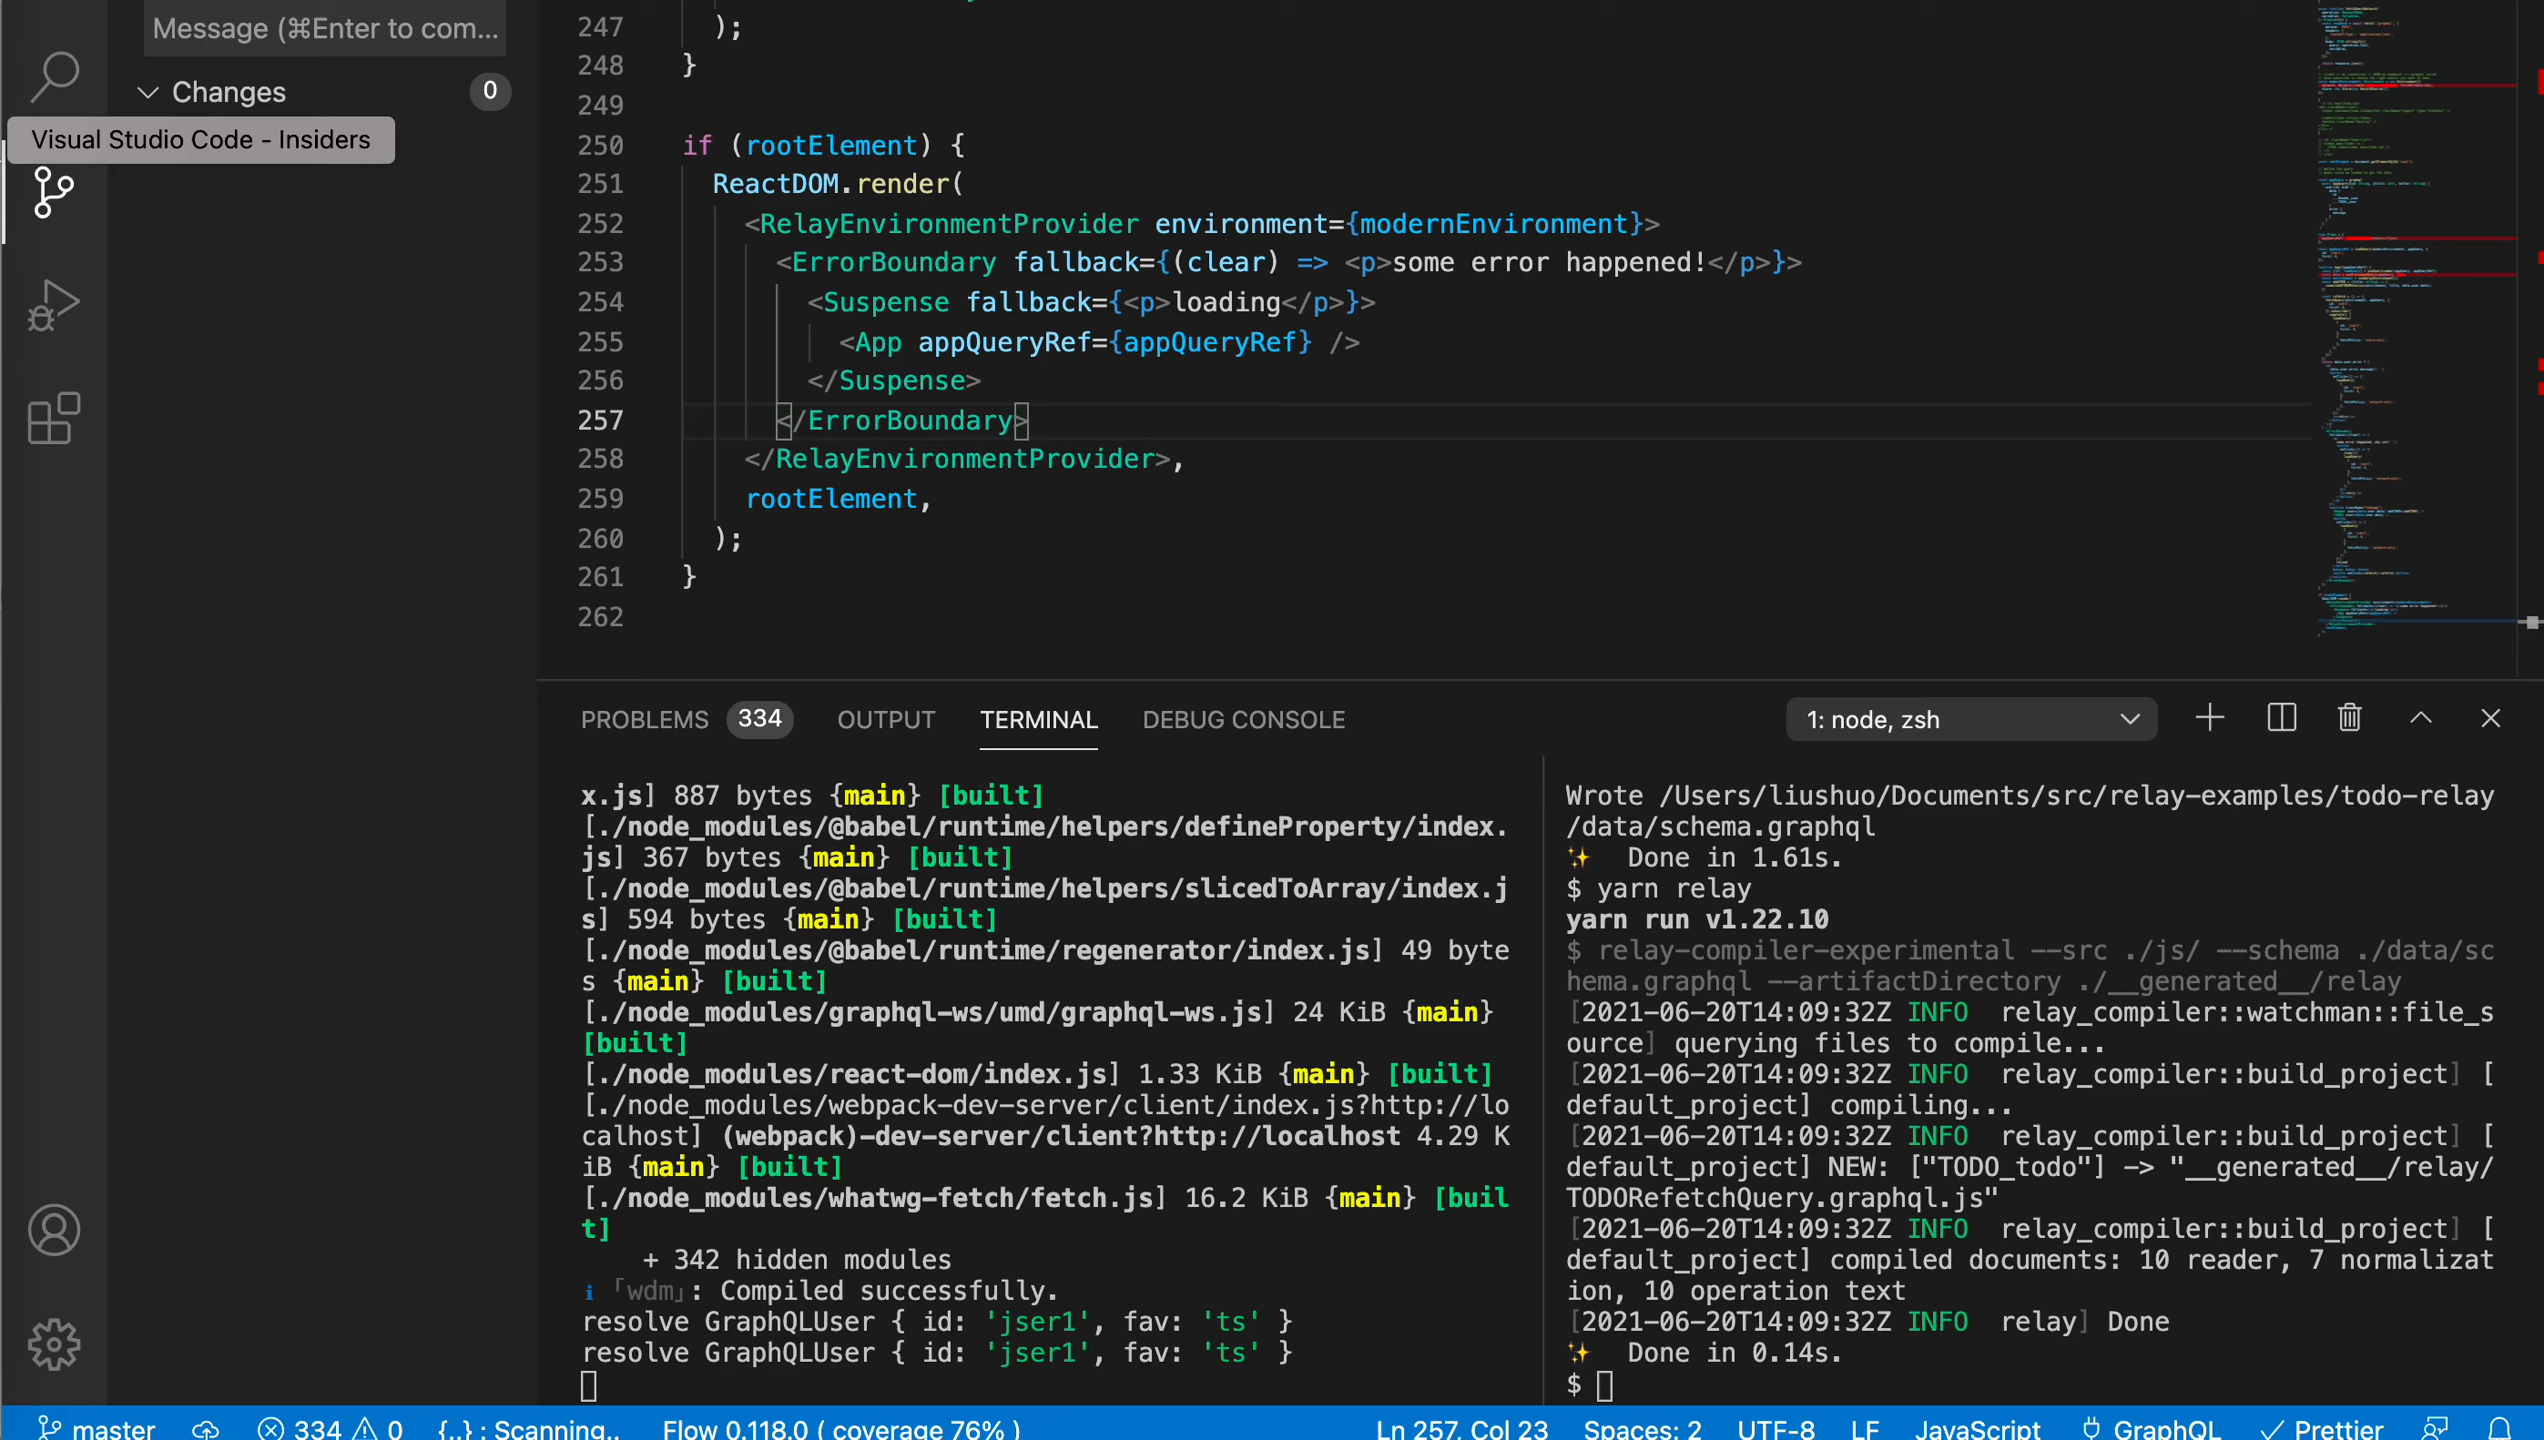 Message (⌘Enter to com...
Changes
0
Visual Studio Code - Insiders
247 );
248 }
249
250 if (rootElement) {
251 ReactDOM.render(
252 <RelayEnvironmentProvider environment={modernEnvironment}>
253 <ErrorBoundary fallback={(clear) => <p>some error happened!</p>}>
254 <Suspense fallback={<p>loading</p>}>
255 <App appQueryRef={appQueryRef} />
256 </Suspense>
257 </ErrorBoundary>
258 </RelayEnvironmentProvider>,
259 rootElement,
260 );
261 }
262
PROBLEMS 334 OUTPUT TERMINAL DEBUG CONSOLE
1: node, zsh
x.js] 887 bytes {main} [built]
[./node_modules/@babel/runtime/helpers/defineProperty/index.
js] 367 bytes {main} [built]
[./node_modules/@babel/runtime/helpers/slicedToArray/index.j
s] 594 bytes {main} [built]
[./node_modules/@babel/runtime/regenerator/index.js] 49 byte
s {main} [built]
[./node_modules/graphql-ws/umd/graphql-ws.js] 24 KiB {main}
[built]
[./node_modules/react-dom/index.js] 1.33 KiB {main} [built]
[./node_modules/webpack-dev-server/client/index.js?http://lo
calhost] (webpack)-dev-server/client?http://localhost 4.29 K
iB {main} [built]
[./node_modules/whatwg-fetch/fetch.js] 16.2 KiB {main} [buil
t]
+ 342 hidden modules
ℹ ｢wdm｣: Compiled successfully.
resolve GraphQLUser { id: 'jser1', fav: 'ts' }
resolve GraphQLUser { id: 'jser1', fav: 'ts' }
Wrote /Users/liushuo/Documents/src/relay-examples/todo-relay
/data/schema.graphql
✨ Done in 1.61s.
$ yarn relay
yarn run v1.22.10
$ relay-compiler-experimental --src ./js/ --schema ./data/sc
hema.graphql --artifactDirectory ./__generated__/relay
[2021-06-20T14:09:32Z INFO relay_compiler::watchman::file_s
ource] querying files to compile...
[2021-06-20T14:09:32Z INFO relay_compiler::build_project] [
default_project] compiling...
[2021-06-20T14:09:32Z INFO relay_compiler::build_project] [
default_project] NEW: ["TODO_todo"] -> "__generated__/relay/
TODORefetchQuery.graphql.js"
[2021-06-20T14:09:32Z INFO relay_compiler::build_project] [
default_project] compiled documents: 10 reader, 7 normalizat
ion, 10 operation text
[2021-06-20T14:09:32Z INFO relay] Done
✨ Done in 0.14s.
$
master 334 0 {..} : Scanning.. Flow 0.118.0 ( coverage 76% ) Ln 257, Col 23 Spaces: 2 UTF-8 LF JavaScript GraphQL Prettier